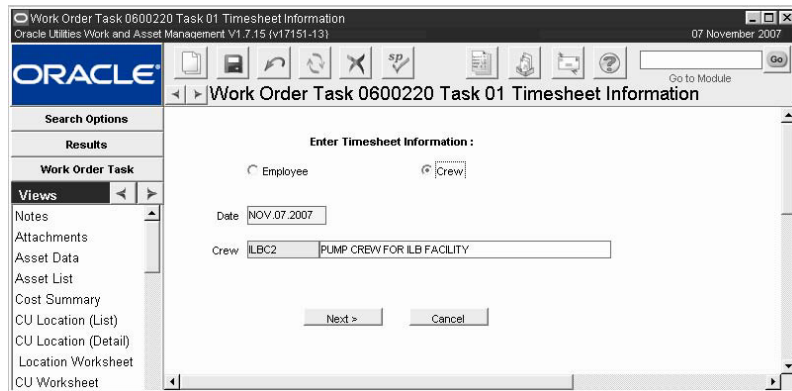 Work Order Task 0600220 Task 01 Timesheet Information
Oracle Utilities Work and Asset Management V1.7.15 (v17151-13)
07 November 2007
ORACLE®
sp
Go
Go to Module
Work Order Task 0600220 Task 01 Timesheet Information
Search Options
Results
Work Order Task
Views
Notes
Attachments
Asset Data
Asset List
Cost Summary
CU Location (List)
CU Location (Detail)
Location Worksheet
CU Worksheet
Enter Timesheet Information :
Employee
Crew
Date NOV.07.2007
Crew ILBC2 PUMP CREW FOR ILB FACILITY
Next >
Cancel